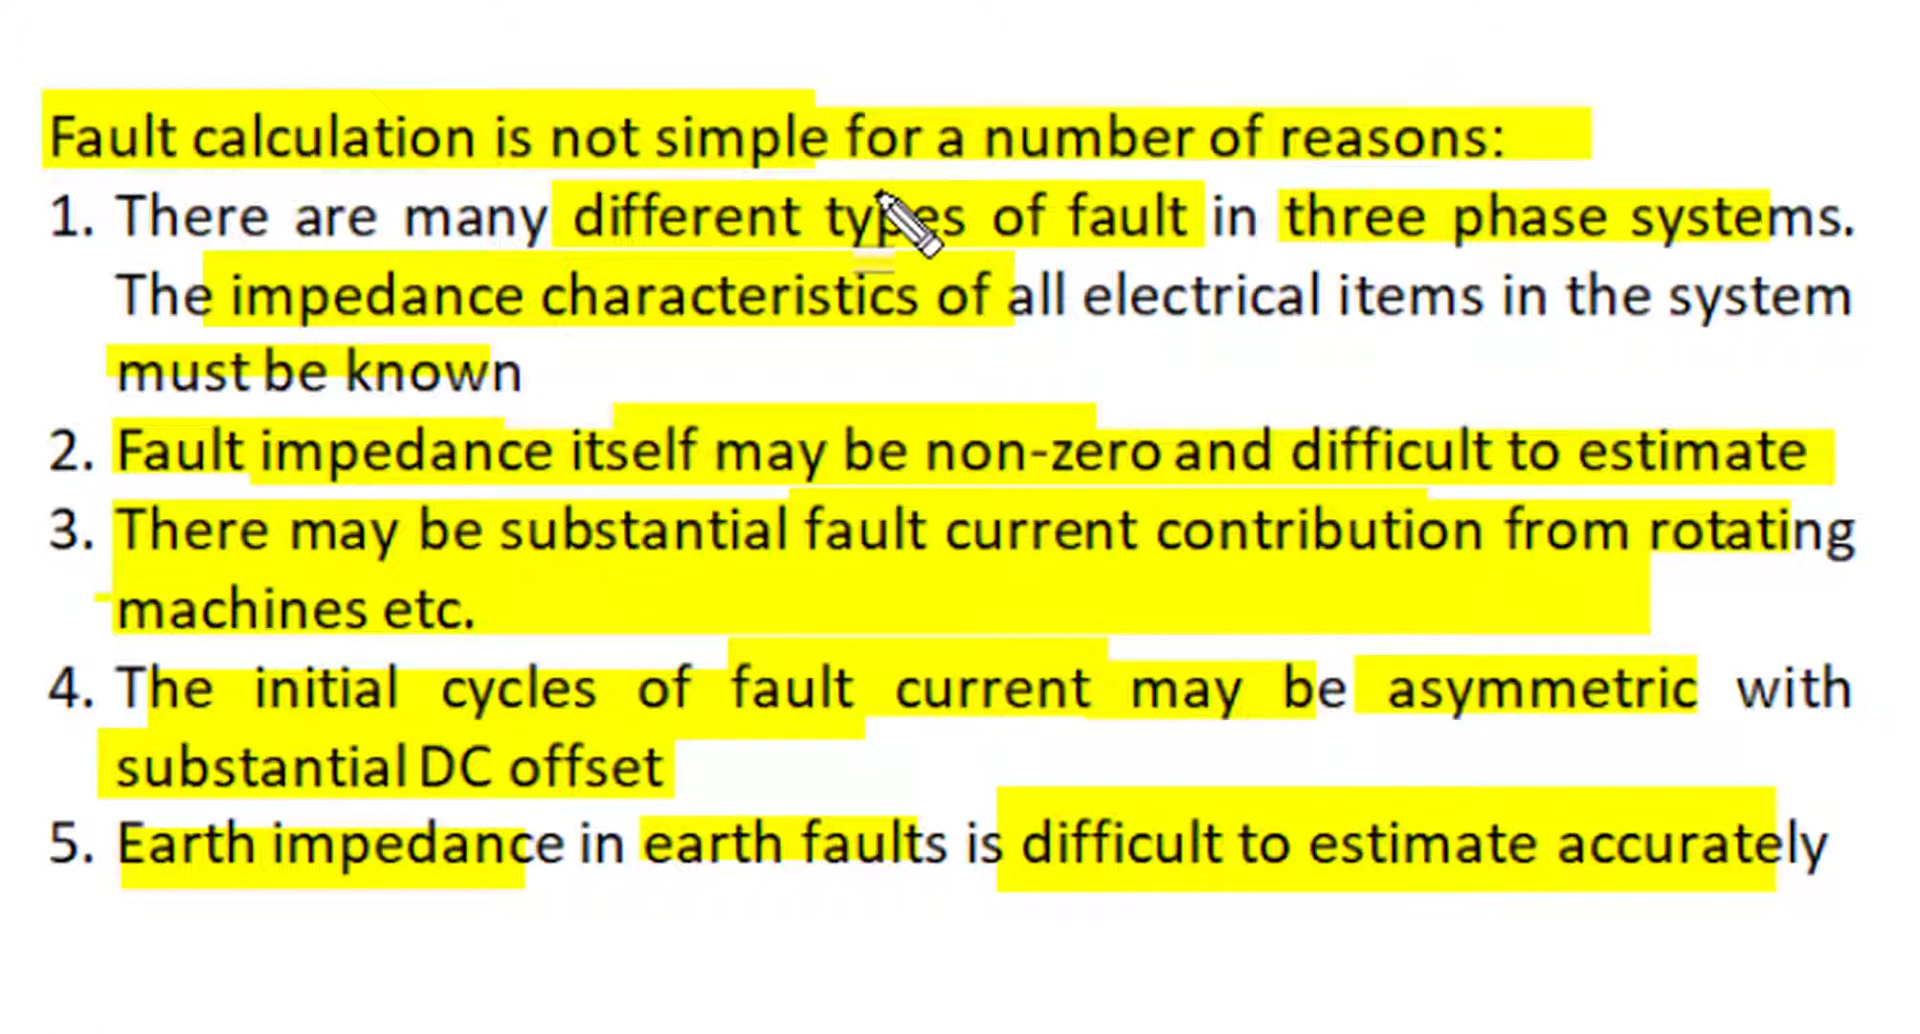 Fault calculation is not simple for a number of reasons:
1. There are many different types of fault in three phase systems.
The impedance characteristics of all electrical items in the system
must be known
2. Fault impedance itself may be non-zero and difficult to estimate
3. There may be substantial fault current contribution from rotating
machines etc.
4. The initial cycles of fault current may be asymmetric with
substantial DC offset
5. Earth impedance in earth faults is difficult to estimate accurately